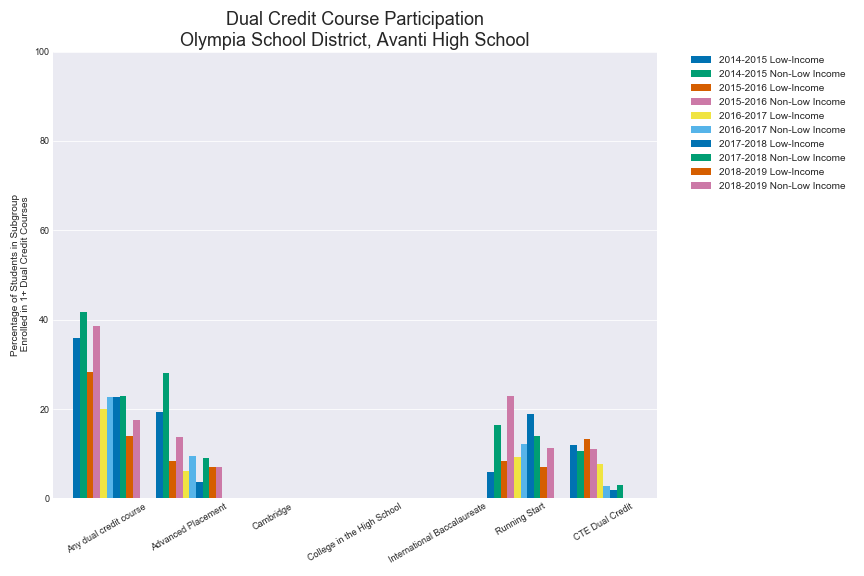 Dual Credit Course Participation
Olympia School District, Avanti High School
Percentage of Students in Subgroup
Enrolled in 1+ Dual Credit Courses
100
80
60
40
20
0
Any dual credit course
Advanced Placement
Cambridge
College in the High School
International Baccalaureate
Running Start
CTE Dual Credit
2014-2015 Low-Income
2014-2015 Non-Low Income
2015-2016 Low-Income
2015-2016 Non-Low Income
2016-2017 Low-Income
2016-2017 Non-Low Income
2017-2018 Low-Income
2017-2018 Non-Low Income
2018-2019 Low-Income
2018-2019 Non-Low Income